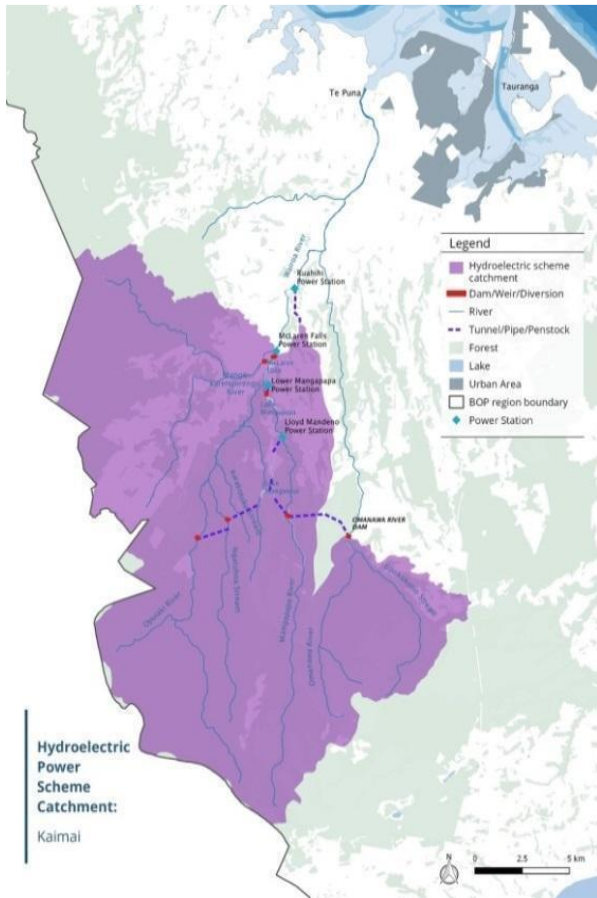 Te Puna
Tauranga
Wairoa River
Ruahihi
Power Station
McLaren Falls
Power Station
Lower Mangapapa
Power Station
Lloyd Mandeno
Power Station
River
OMANAWA RIVER
DAM
Opuiaki River
Mangapapa River
Omanawa River
Legend
Hydroelectric scheme
catchment
Dam/Weir/Diversion
River
Tunnel/Pipe/Penstock
Forest
Lake
Urban Area
BOP region boundary
Power Station
Hydroelectric
Power
Scheme
Catchment:
Kaimai
N
0 2.5 5 km